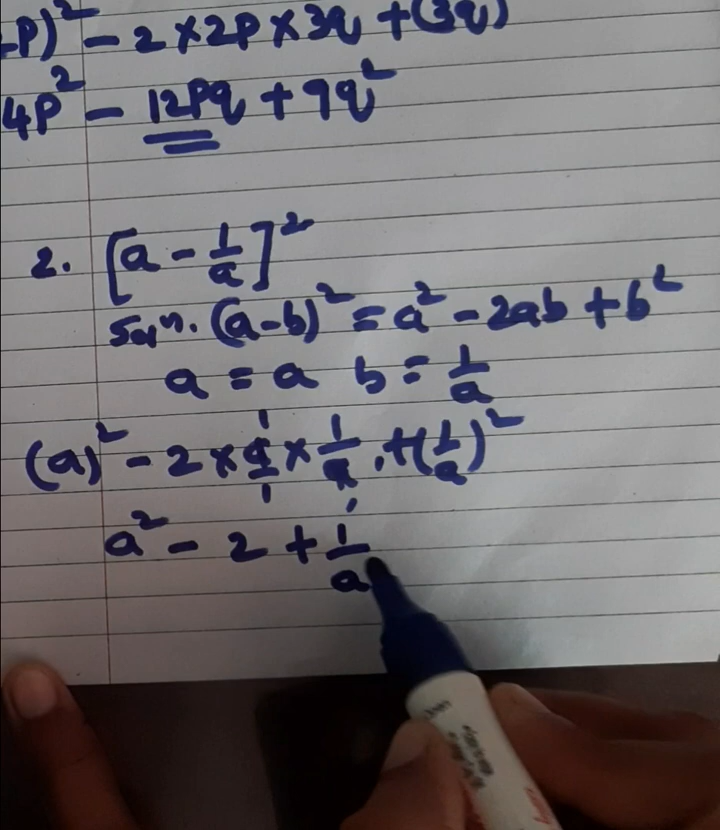 P)² - 2 × 2P × 3q + (3q)
4P² - 12Pq + 9q²
2. [a - 1/a]²
Soln. (a-b)² = a² - 2ab + b²
a = a b = 1/a
(a)² - 2 × a/1 × 1/a + (1/a)²
a² - 2 + 1/a